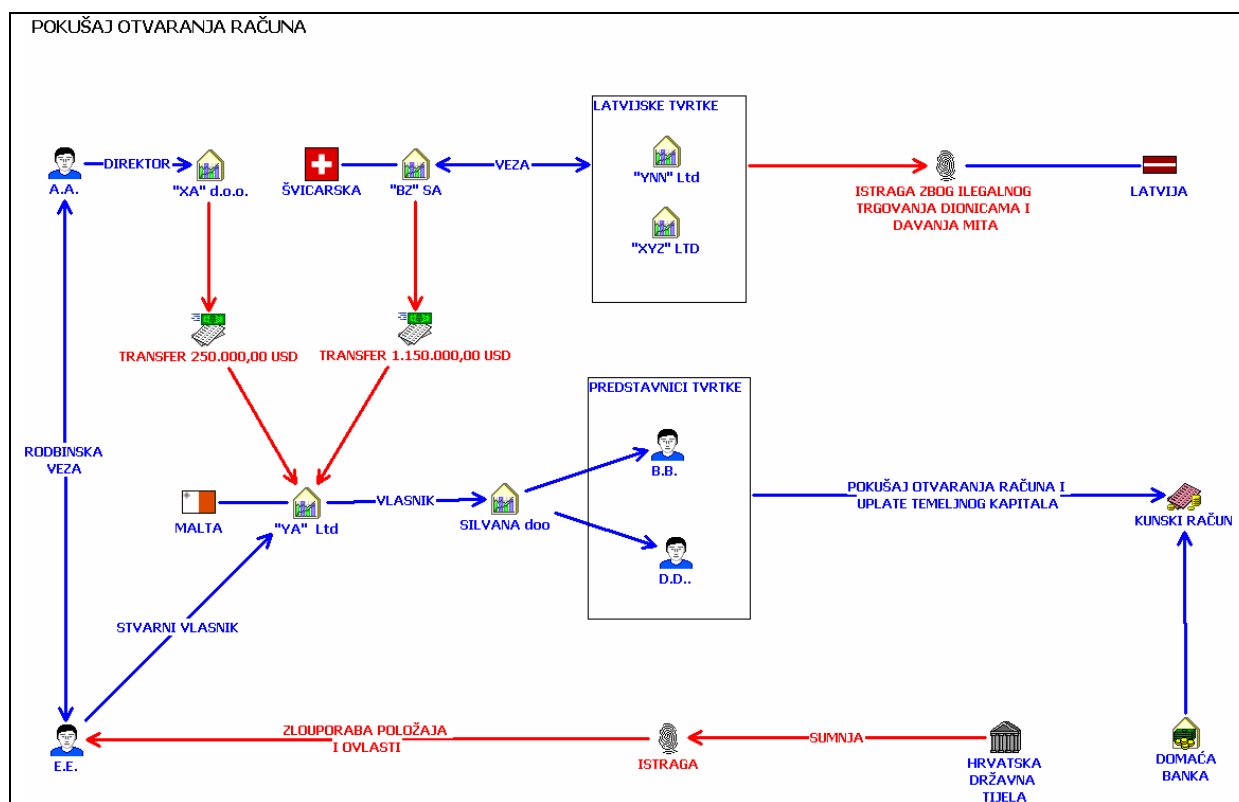 POKUŠAJ OTVARANJA RAČUNA
LATVIJSKE TVRTKE
A.A.
DIREKTOR
"XA" d.o.o.
ŠVICARSKA
"BZ" SA
VEZA
"YNN" Ltd
"XYZ" LTD
ISTRAGA ZBOG ILEGALNOG
TRGOVANJA DIONICAMA I
DAVANJA MITA
LATVIJA
TRANSFER 250.000,00 USD
TRANSFER 1.150.000,00 USD
PREDSTAVNICI TVRTKE
RODBINSKA
VEZA
MALTA
"YA" Ltd
VLASNIK
SILVANA doo
B.B.
D.D..
POKUŠAJ OTVARANJA RAČUNA I
UPLATE TEMELJNOG KAPITALA
KUNSKI RAČUN
STVARNI VLASNIK
E.E.
ZLOUPORABA POLOŽAJA
I OVLASTI
ISTRAGA
SUMNJA
HRVATSKA
DRŽAVNA
TIJELA
DOMAĆA
BANKA